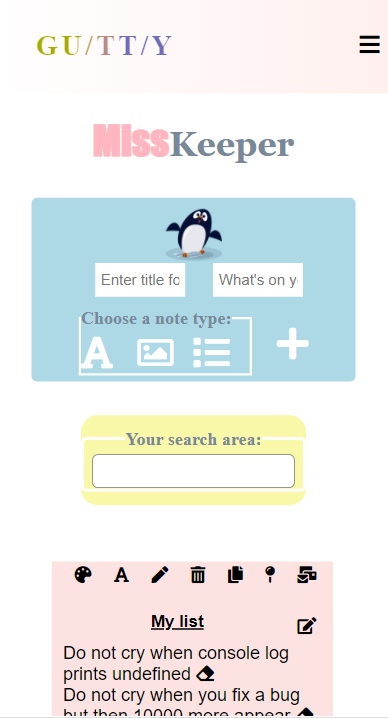 GU/TT/Y
MissKeeper
Enter title fo
What's on y
Choose a note type:
A
Your search area:
A
My list
Do not cry when console log
prints undefined
Do not cry when you fix a bug
but then 10000 more appear